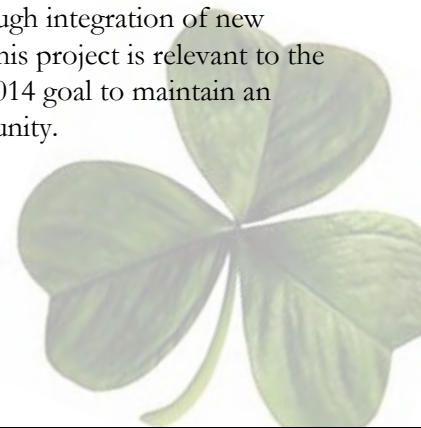 ugh integration of new
his project is relevant to the
014 goal to maintain an
unity.